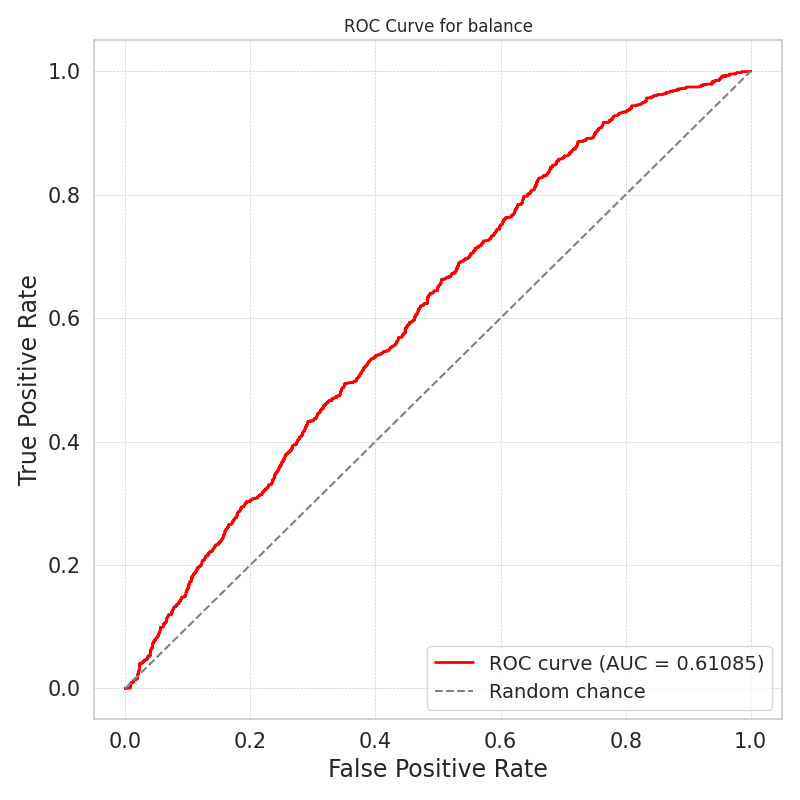 ROC Curve for balance
True Positive Rate
1.0
0.8
0.6
0.4
0.2
0.0
ROC curve (AUC = 0.61085)
Random chance
0.0 0.2 0.4 0.6 0.8 1.0
False Positive Rate